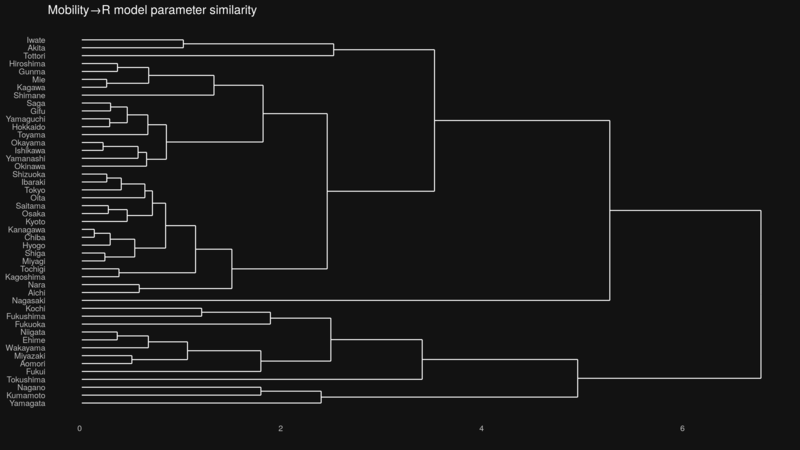 Mobility→R model parameter similarity
Iwate
Akita
Tottori
Hiroshima
Gunma
Mie
Kagawa
Shimane
Saga
Gifu
Yamaguchi
Hokkaido
Toyama
Okayama
Ishikawa
Yamanashi
Okinawa
Shizuoka
Ibaraki
Tokyo
Oita
Saitama
Osaka
Kyoto
Kanagawa
Chiba
Hyogo
Shiga
Miyagi
Tochigi
Kagoshima
Nara
Aichi
Nagasaki
Kochi
Fukushima
Fukuoka
Niigata
Ehime
Wakayama
Miyazaki
Aomori
Fukui
Tokushima
Nagano
Kumamoto
Yamagata
0 2 4 6